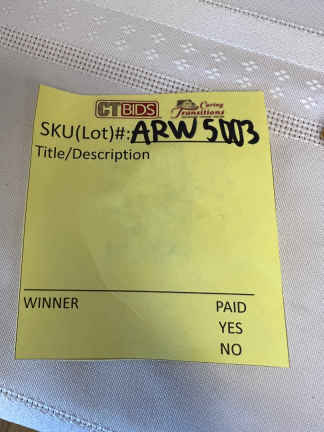 CTBIDS Caring Transitions
SKU(Lot)#: ARW5003
Title/Description
WINNER PAID
YES
NO